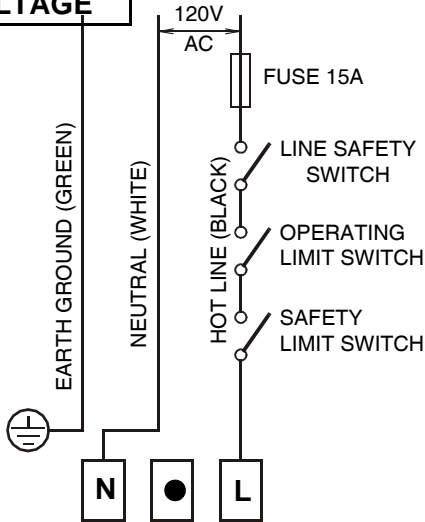 120V
AC
FUSE 15A
LINE SAFETY
SWITCH
OPERATING
LIMIT SWITCH
SAFETY
LIMIT SWITCH
EARTH GROUND (GREEN)
NEUTRAL (WHITE)
HOT LINE (BLACK)
N
L